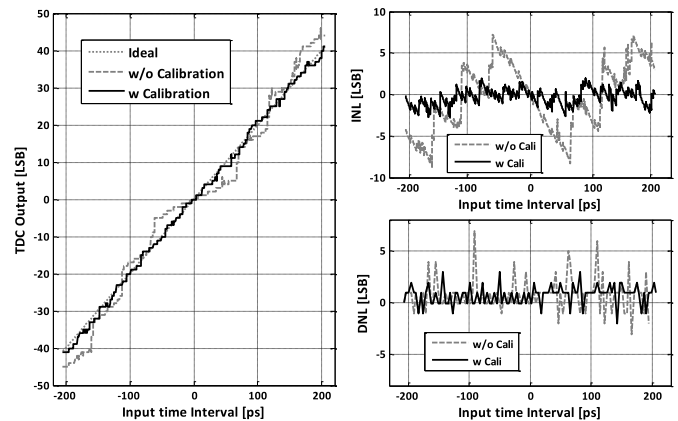 50
40
30
20
10
0
-10
-20
-30
-40
-50
TDC Output [LSB]
Ideal
w/o Calibration
w Calibration
-200
-100
0
100
200
Input time Interval [ps]
10
5
0
-5
-10
INL [LSB]
w/o Cali
w Cali
-200
-100
0
100
200
Input time Interval [ps]
5
0
-5
DNL [LSB]
w/o Cali
w Cali
-200
-100
0
100
200
Input time Interval [ps]